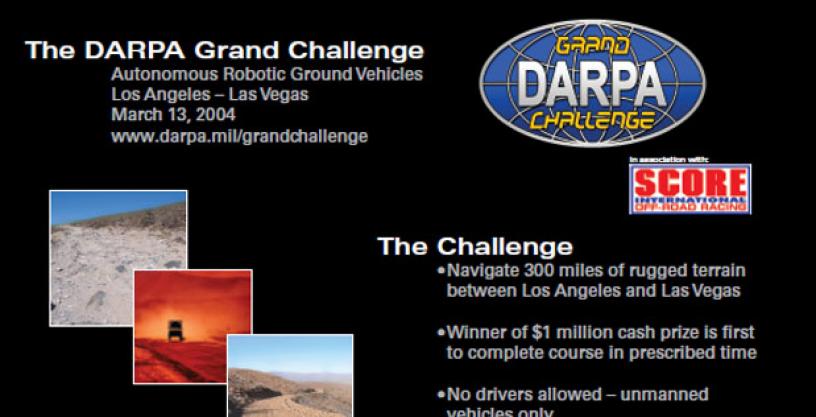 The DARPA Grand Challenge
Autonomous Robotic Ground Vehicles
Los Angeles – Las Vegas
March 13, 2004
www.darpa.mil/grandchallenge
GRAND
DARPA
CHALLENGE
In association with:
SCORE
INTERNATIONAL
OFF-ROAD RACING
The Challenge
•Navigate 300 miles of rugged terrain
between Los Angeles and Las Vegas
•Winner of $1 million cash prize is first
to complete course in prescribed time
•No drivers allowed – unmanned
vehicles only